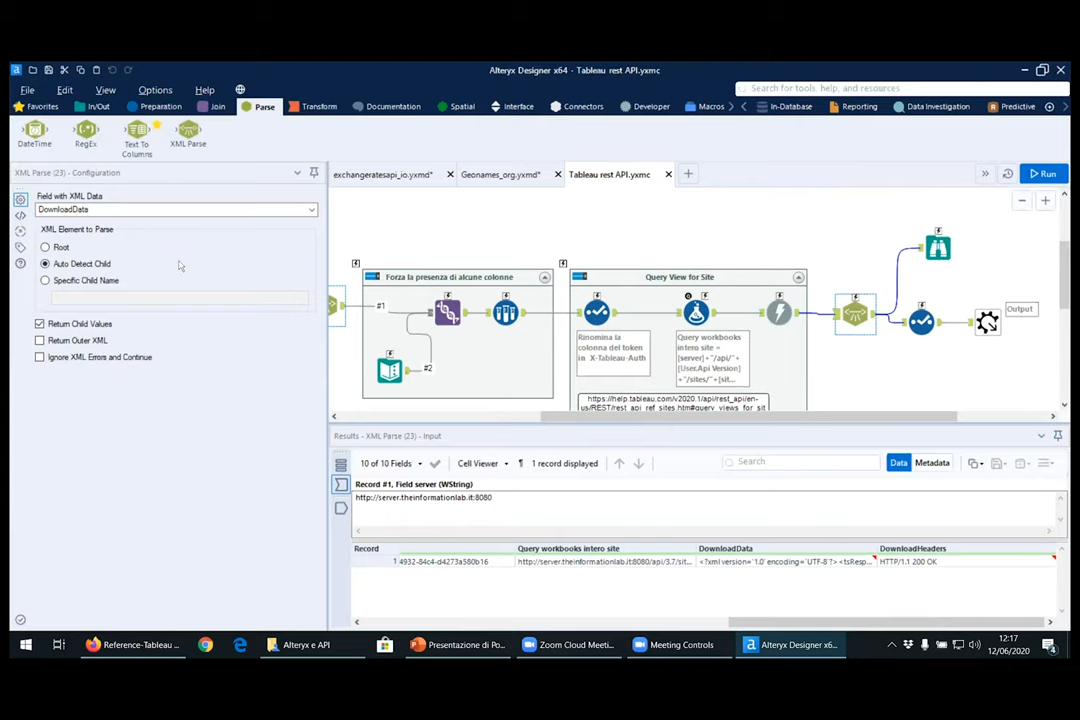 Alteryx Designer x64 - Tableau rest API.yxmc
File Edit View Options Help
Search for tools, help, and resources
Favorites In/Out Preparation Join Parse Transform Documentation Spatial Interface Connectors Developer Macros In-Database Reporting Data Investigation Predictive
DateTime RegEx Text To Columns XML Parse
XML Parse (23) - Configuration
exchangeratesapi_io.yxmd* Geonames_org.yxmd* Tableau rest API.yxmc
Run
Field with XML Data
DownloadData
XML Element to Parse
Root
Auto Detect Child
Specific Child Name
Return Child Values
Return Outer XML
Ignore XML Errors and Continue
Forza la presenza di alcune colonne
Query View for Site
#1
#2
Rinomina la
colonna del token
in X-Tableau-Auth
Query workbooks
intero site =
[server]+"/api/"+
[User.Api Version]
+"/sites/"+[sit...
https://help.tableau.com/v2020.1/api/rest_api/en-
us/REST/rest_api_ref_sites.htm#query_views_for_sit
Output
Results - XML Parse (23) - Input
10 of 10 Fields Cell Viewer 1 record displayed Search Data Metadata
Record #1, Field server (WString)
http://server.theinformationlab.it:8080
Record Query workbooks intero site DownloadData DownloadHeaders
1 4932-84c4-d4273a580b16 http://server.theinformationlab.it:8080/api/3.7/sit... <?xml version='1.0' encoding='UTF-8'?> <tsResp... HTTP/1.1 200 OK
Reference-Tableau ... Alteryx e API Presentazione di Po... Zoom Cloud Meeti... Meeting Controls Alteryx Designer x6...
12:17
12/06/2020
4